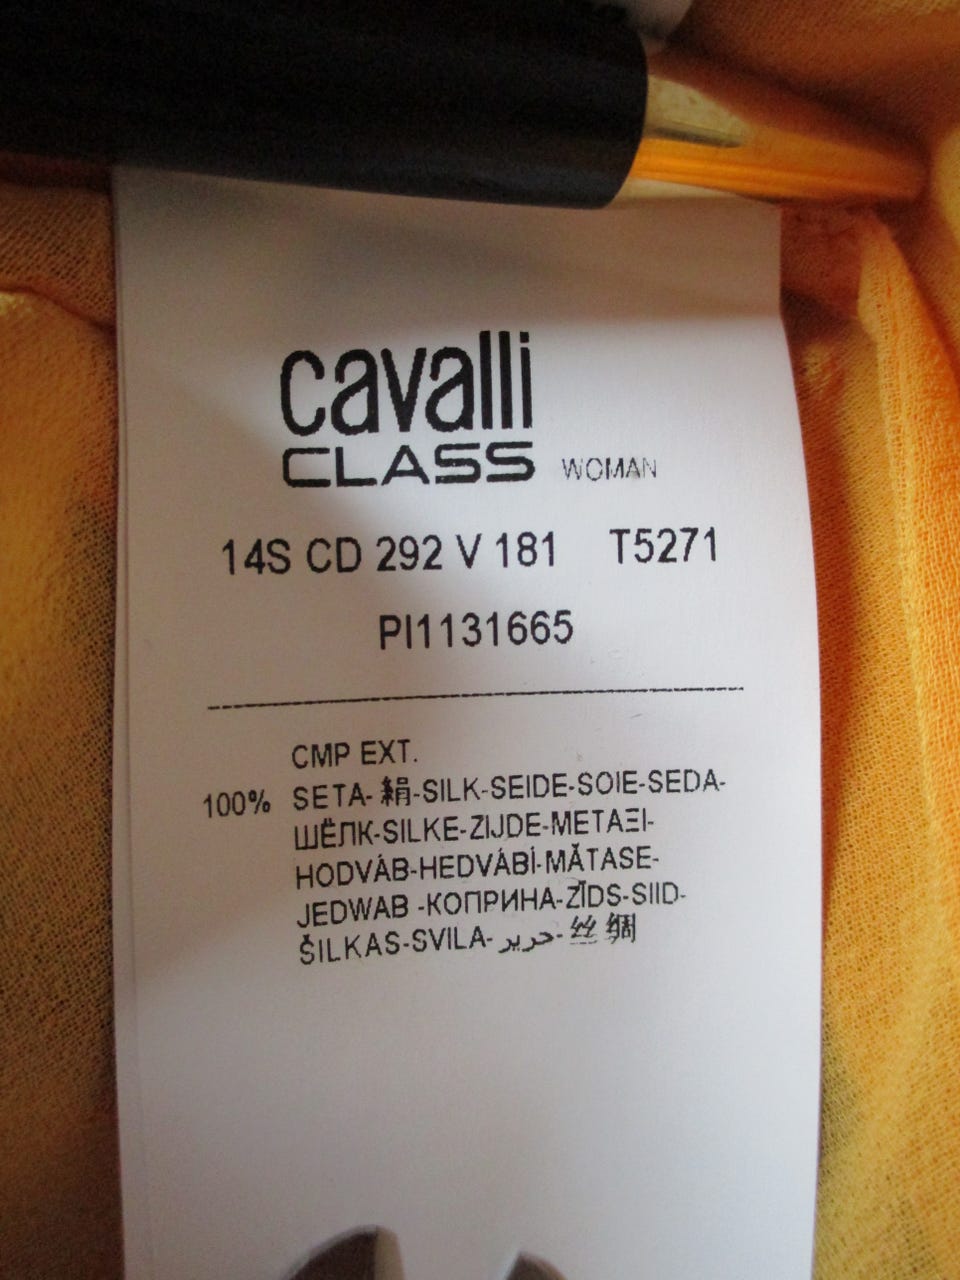 cavalli
CLASS WOMAN
14S CD 292 V 181 T5271
PI1131665
CMP EXT.
100% SETA-絹-SILK-SEIDE-SOIE-SEDA-
ШЁЛК-SILKE-ZIJDE-ΜΕΤΑΞΙ-
HODVÁB-HEDVÁBÍ-MĂTASE-
JEDWAB -КОПРИНА-ZĪDS-SIID-
ŠILKAS-SVILA-حرير-丝 绸